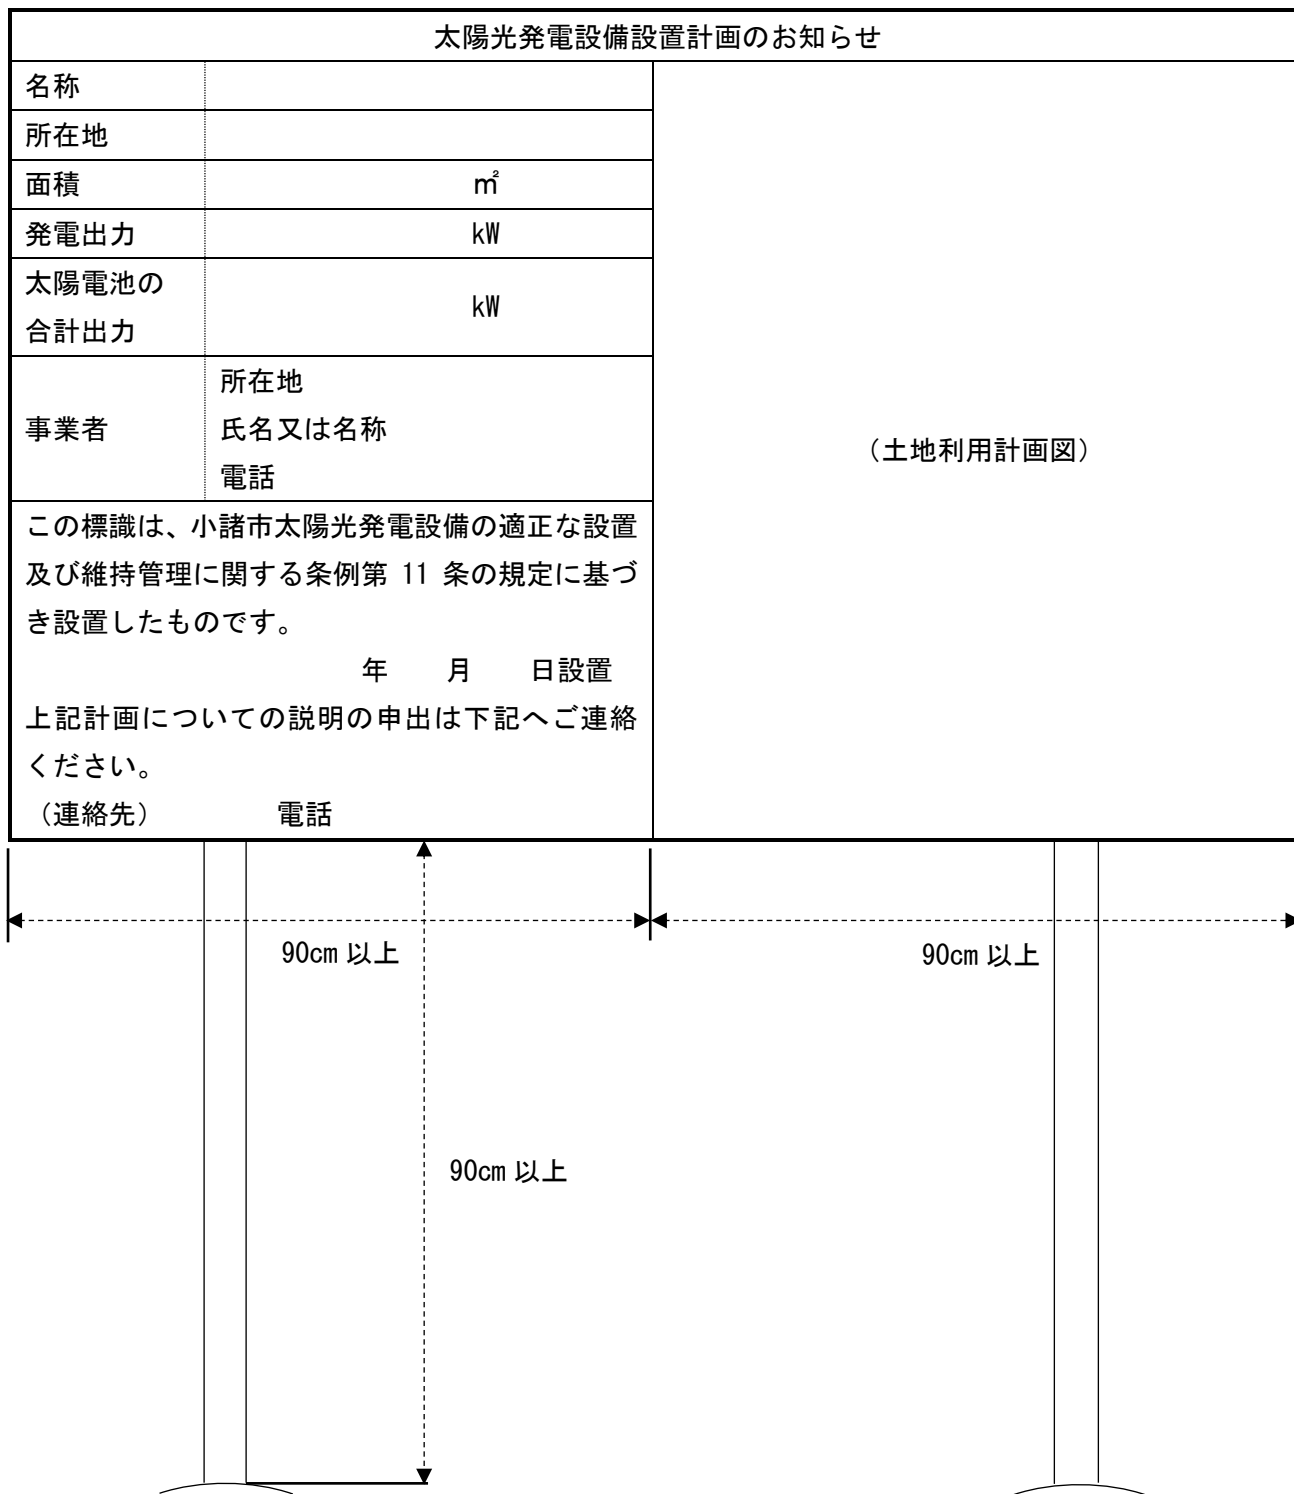 太陽光発電設備設置計画のお知らせ
名称
所在地
面積 ㎡
発電出力 kW
太陽電池の
合計出力
kW
事業者
所在地
氏名又は名称
電話
この標識は、小諸市太陽光発電設備の適正な設置
及び維持管理に関する条例第 11 条の規定に基づ
き設置したものです。
年 月 日設置
上記計画についての説明の申出は下記へご連絡
ください。
（連絡先） 電話
（土地利用計画図）
90cm 以上
90cm 以上
90cm 以上